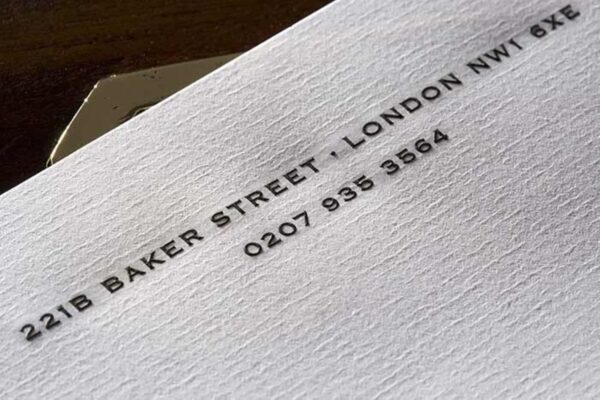 221B BAKER STREET · LONDON NW1 6XE
0207 935 3564